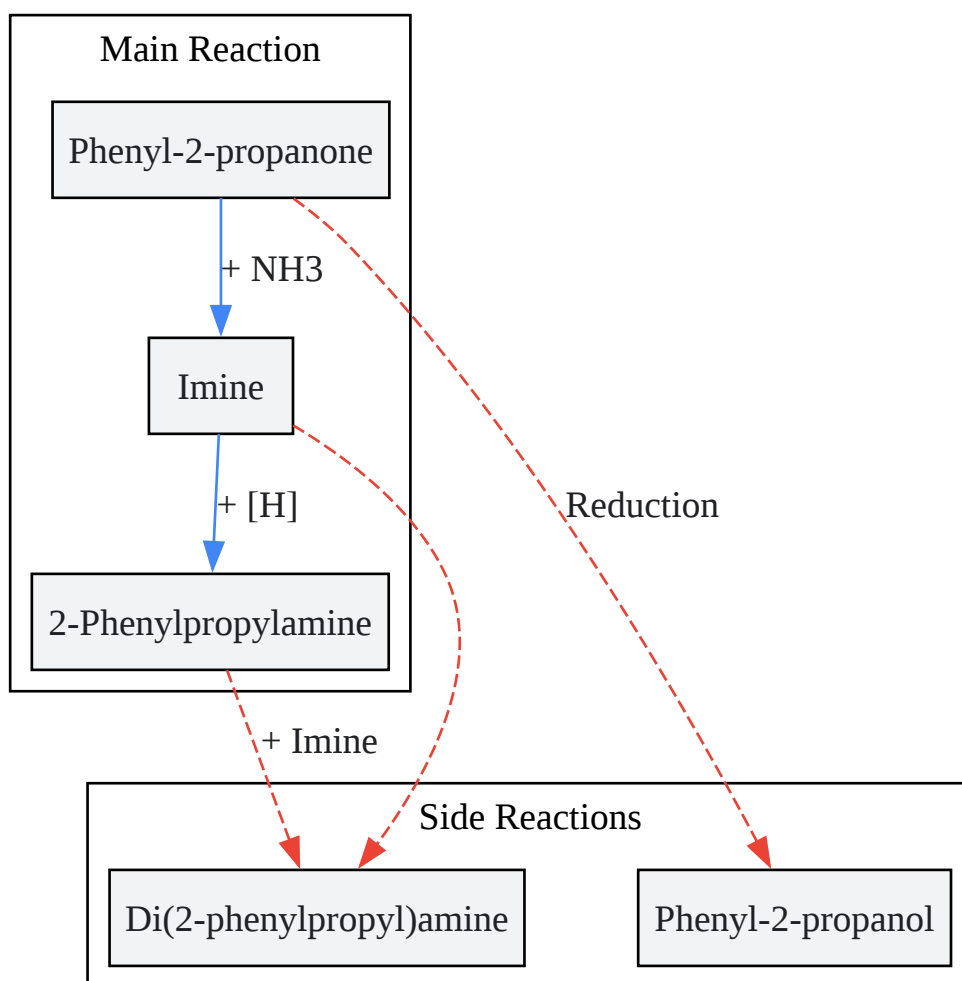 Main Reaction
Phenyl-2-propanone
+ NH3
Imine
+ [H]
Reduction
2-Phenylpropylamine
+ Imine
Side Reactions
Di(2-phenylpropyl)amine
Phenyl-2-propanol